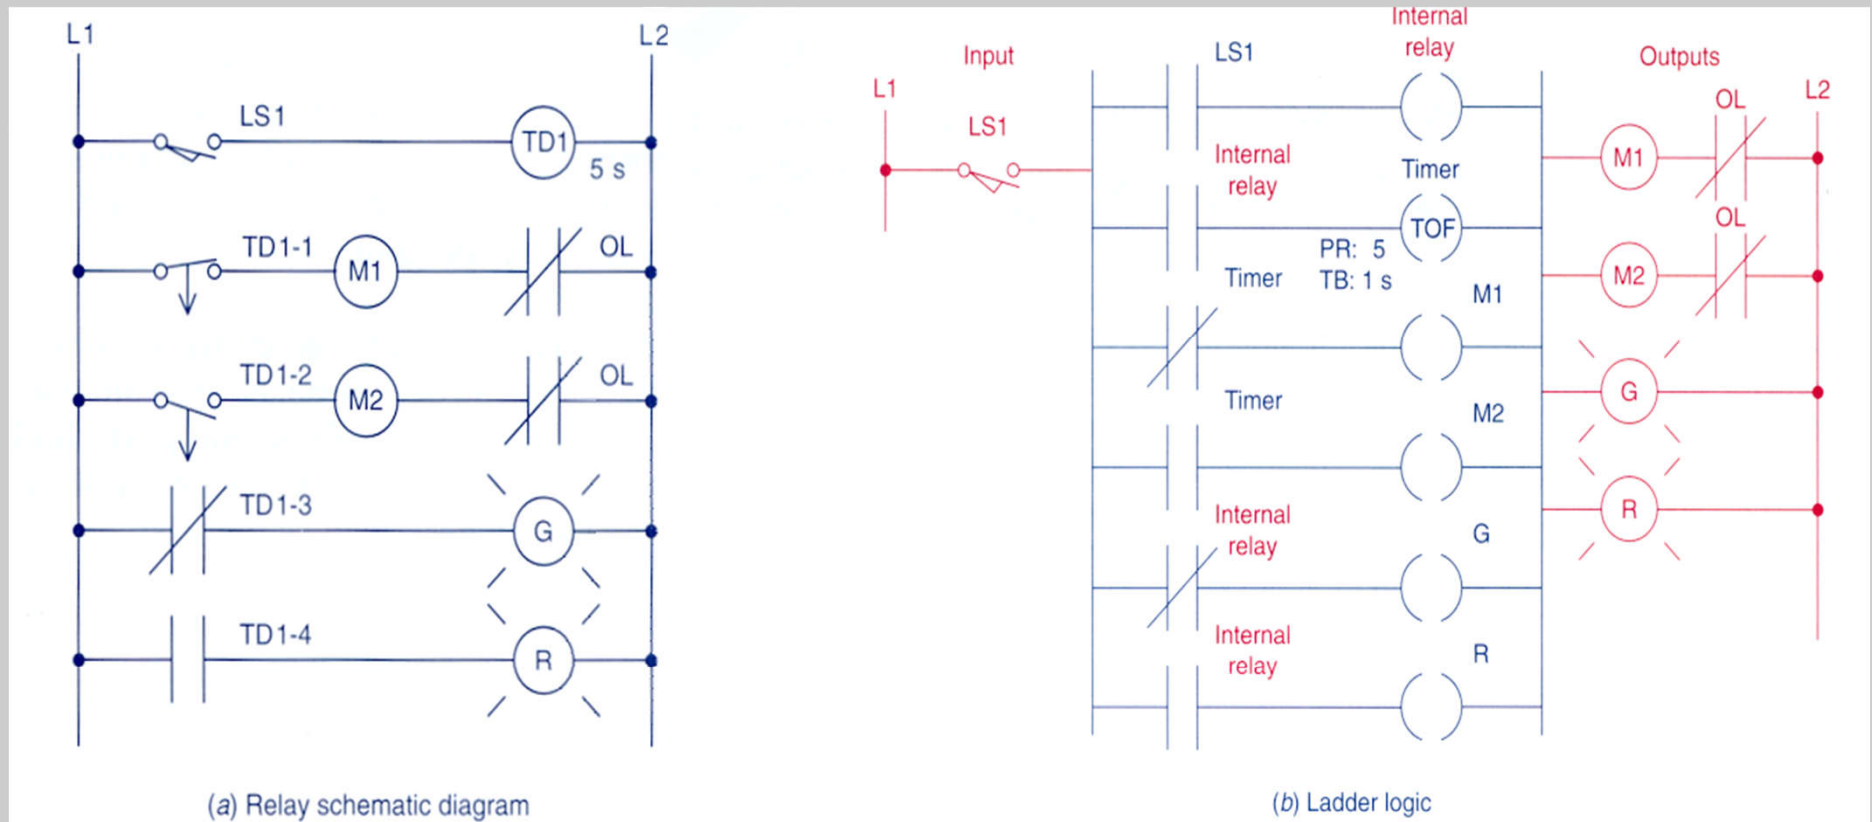 L1
L2
LS1
TD1
5 s
TD1-1
M1
OL
TD1-2
M2
OL
TD1-3
G
TD1-4
R
(a) Relay schematic diagram
Input
L1
LS1
LS1
Internal
relay
Internal
relay
Timer
TOF
PR: 5
TB: 1 s
Timer
M1
Timer
M2
Internal
relay
G
Internal
relay
R
Outputs
L2
OL
M1
OL
M2
G
R
(b) Ladder logic